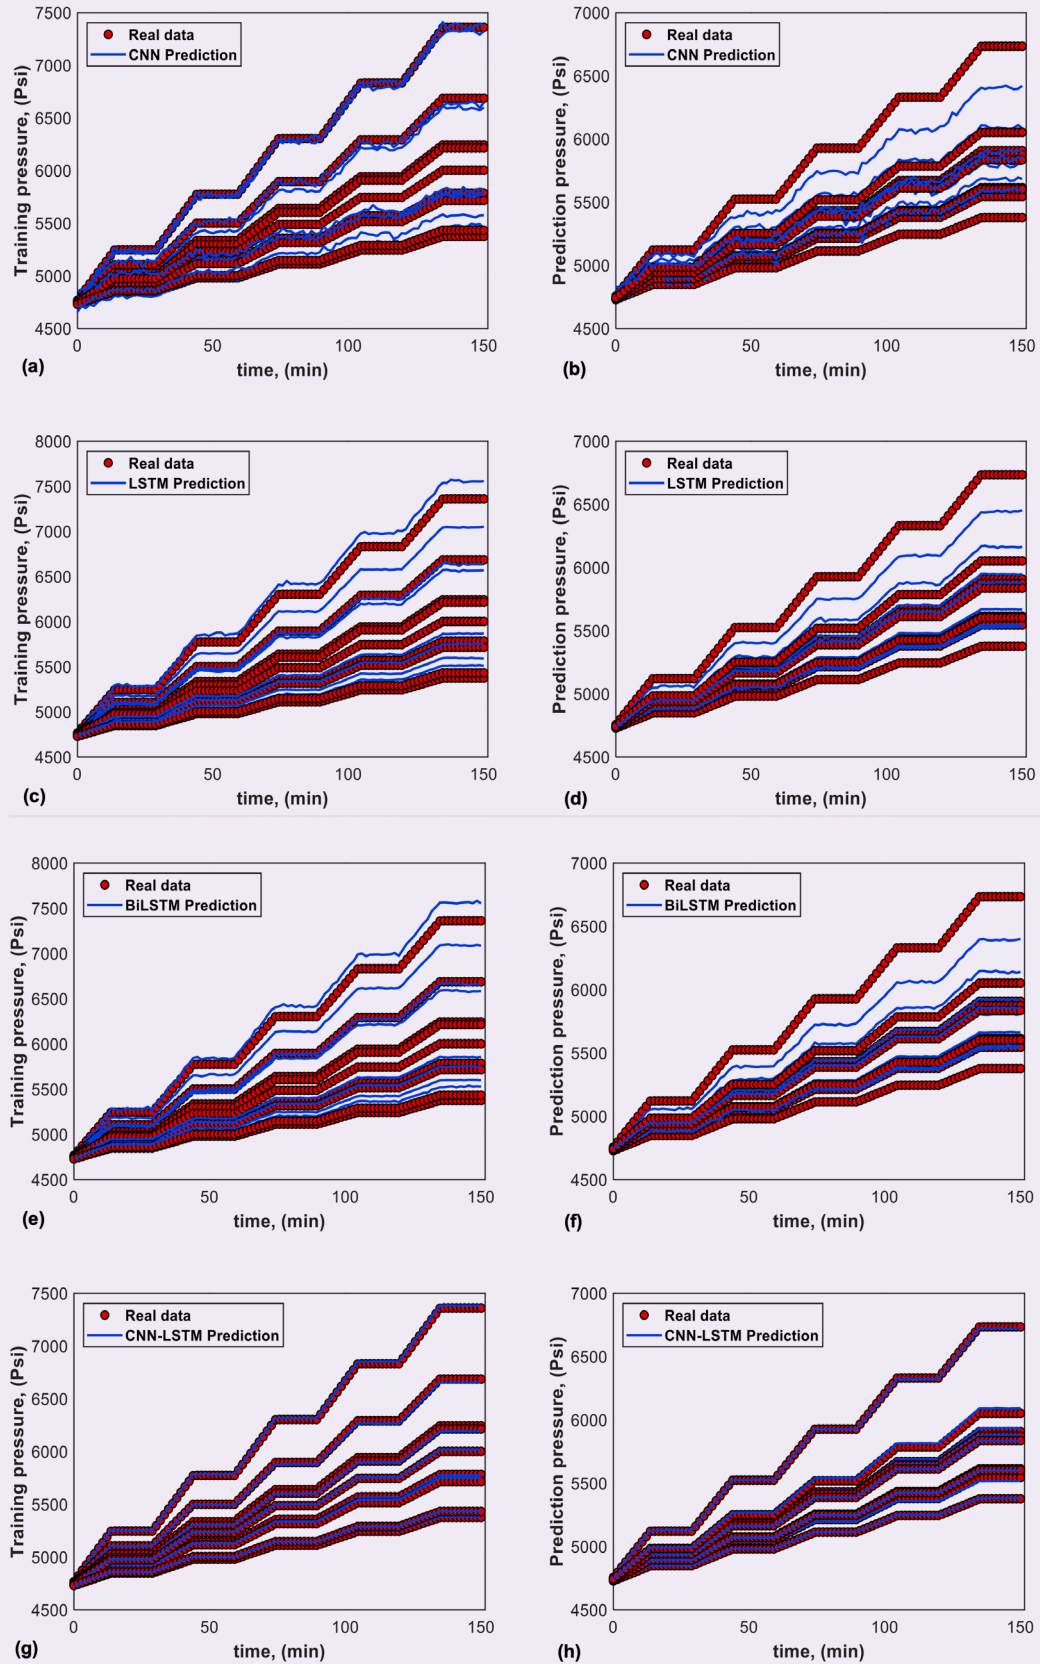 7500
7000
6500
6000
5500
5000
4500
Training pressure, (Psi)
Real data
CNN Prediction
0
50
100
150
time, (min)
(a)
7000
6500
6000
5500
5000
4500
Prediction pressure, (Psi)
Real data
CNN Prediction
0
50
100
150
time, (min)
(b)
8000
7500
7000
6500
6000
5500
5000
4500
Training pressure, (Psi)
Real data
LSTM Prediction
0
50
100
150
time, (min)
(c)
7000
6500
6000
5500
5000
4500
Prediction pressure, (Psi)
Real data
LSTM Prediction
0
50
100
150
time, (min)
(d)
8000
7500
7000
6500
6000
5500
5000
4500
Training pressure, (Psi)
Real data
BiLSTM Prediction
0
50
100
150
time, (min)
(e)
7000
6500
6000
5500
5000
4500
Prediction pressure, (Psi)
Real data
BiLSTM Prediction
0
50
100
150
time, (min)
(f)
7500
7000
6500
6000
5500
5000
4500
Training pressure, (Psi)
Real data
CNN-LSTM Prediction
0
50
100
150
time, (min)
(g)
7000
6500
6000
5500
5000
4500
Prediction pressure, (Psi)
Real data
CNN-LSTM Prediction
0
50
100
150
time, (min)
(h)